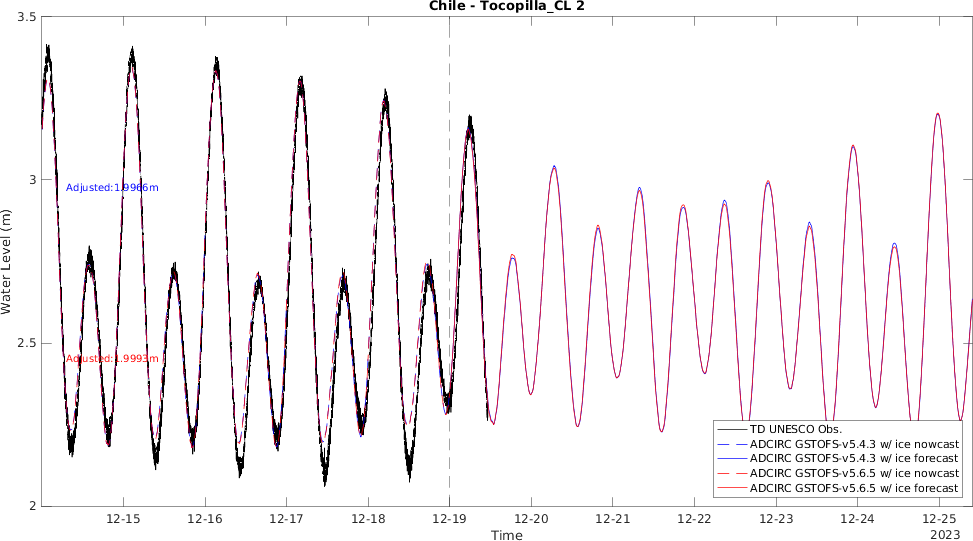 Chile - Tocopilla_CL 2
3.5
3
2.5
2
Water Level (m)
Adjusted:1.9966m
Adjusted:1.9993m
TD UNESCO Obs.
ADCIRC GSTOFS-v5.4.3 w/ ice nowcast
ADCIRC GSTOFS-v5.4.3 w/ ice forecast
ADCIRC GSTOFS-v5.6.5 w/ ice nowcast
ADCIRC GSTOFS-v5.6.5 w/ ice forecast
12-15 12-16 12-17 12-18 12-19 12-20 12-21 12-22 12-23 12-24 12-25
Time
2023